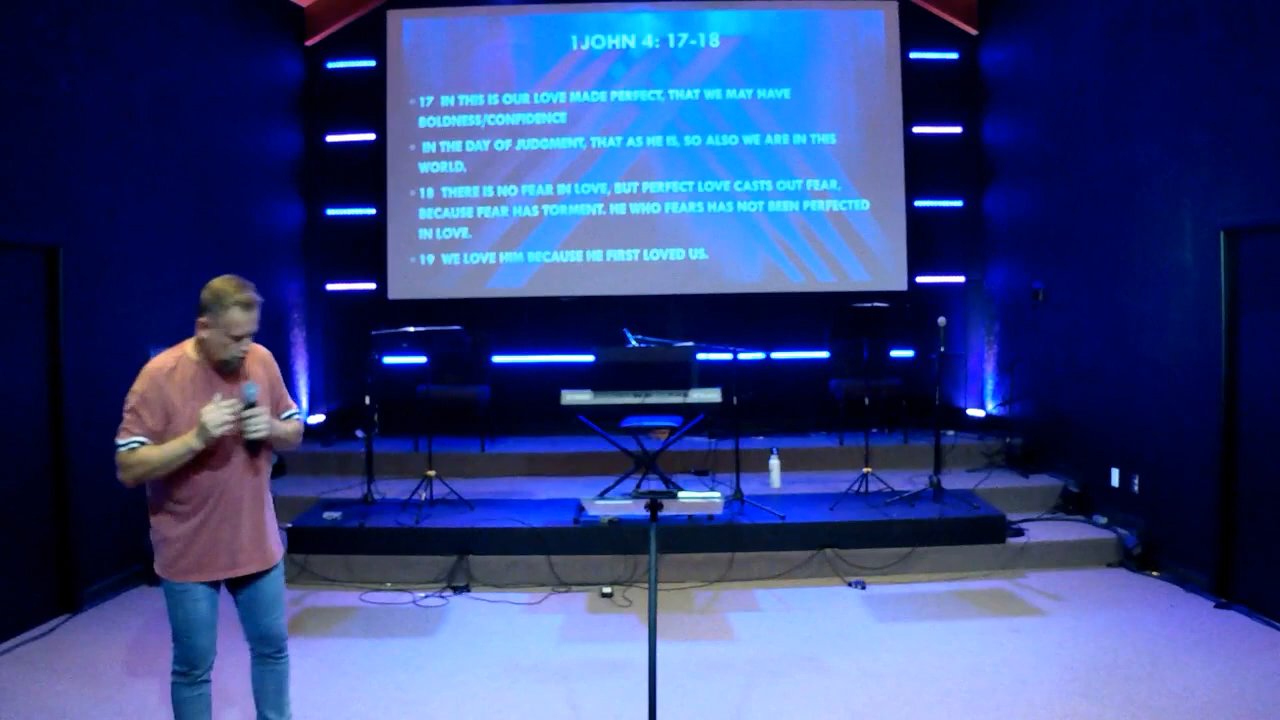 1JOHN 4: 17-18
17 IN THIS IS OUR LOVE MADE PERFECT, THAT WE MAY HAVE
BOLDNESS/CONFIDENCE
IN THE DAY OF JUDGMENT, THAT AS HE IS, SO ALSO WE ARE IN THIS
WORLD.
18 THERE IS NO FEAR IN LOVE, BUT PERFECT LOVE CASTS OUT FEAR,
BECAUSE FEAR HAS TORMENT. HE WHO FEARS HAS NOT BEEN PERFECTED
IN LOVE.
19 WE LOVE HIM BECAUSE HE FIRST LOVED US.